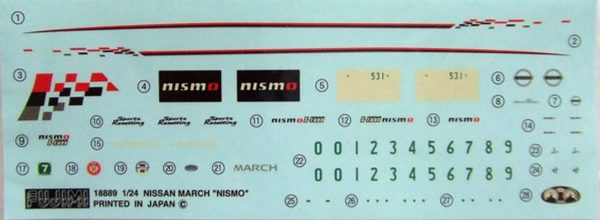 1
2
3
4 nismo nismo 5 ·531· ·531· 6
8 7
10 Sports Resetting Sports Resetting Sports Resetting 11 nismo S-tune 12 nismo S-tune 13 nismo 14
9 nismo S-tune
15 16
17 7 18 19 20 21 MARCH 22 0 0 1 2 3 4 5 6 7 8 9 23 24
0 0 1 2 3 4 5 6 7 8 9
FUJIMI 18889 1/24 NISSAN MARCH "NISMO"
PRINTED IN JAPAN © 25 26 27 28